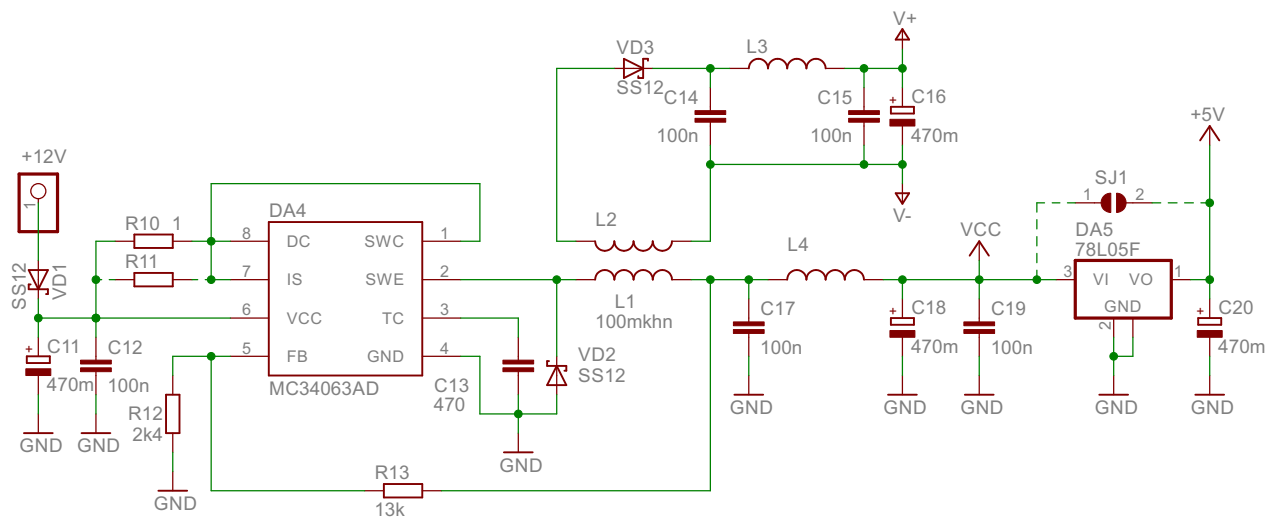 V+
VD3
SS12
L3
C14
100n
C15
100n
C16
+
470m
V-
+12V
1
SS12
VD1
R10 1
R11
DA4
8 DC SWC 1
7 IS SWE 2
6 VCC TC 3
5 FB GND 4
MC34063AD
L2
L1
100mkhn
L4
VCC
+5V
SJ1
1 2
DA5
78L05F
3 VI VO 1
GND
2
C11
+
470m
C12
100n
R12
2k4
C13
470
VD2
SS12
C17
100n
C18
+
470m
C19
100n
C20
+
470m
GND
GND
GND
GND
GND
GND
GND
GND
GND
R13
13k